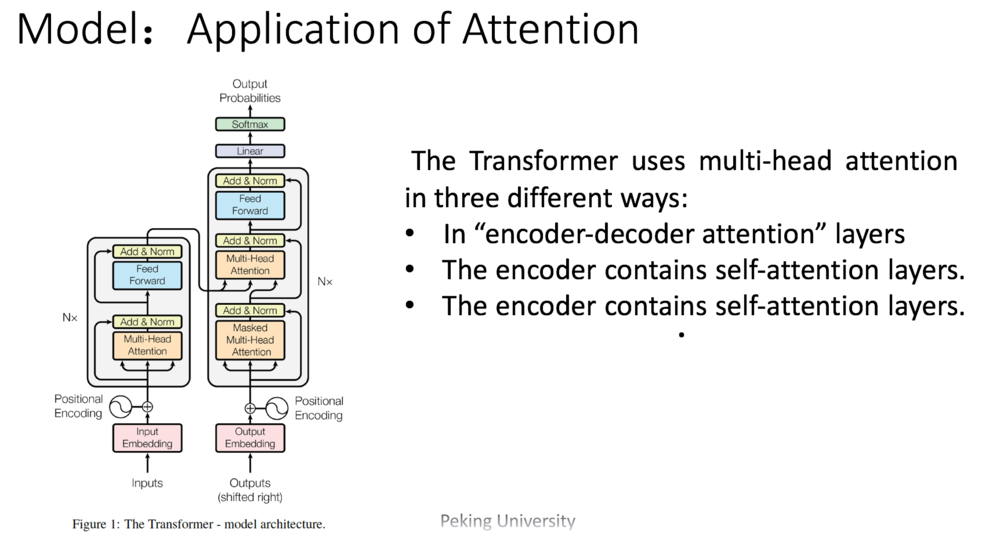 Model： Application of Attention
Output
Probabilities
Softmax
Linear
Add & Norm
Feed
Forward
Add & Norm
Multi-Head
Attention
Add & Norm
Masked
Multi-Head
Attention
Nx
Add & Norm
Feed
Forward
Add & Norm
Multi-Head
Attention
Nx
Positional
Encoding
Positional
Encoding
Input
Embedding
Output
Embedding
Inputs
Outputs
(shifted right)
Figure 1: The Transformer - model architecture.
The Transformer uses multi-head attention
in three different ways:
• In “encoder-decoder attention” layers
• The encoder contains self-attention layers.
• The encoder contains self-attention layers.
Peking University